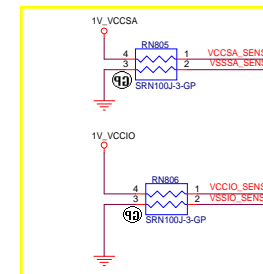 1V_VCCSA
RN805
4 1 VCCSA_SENS
3 2 VSSSA_SENS
SRN100J-3-GP
1V_VCCIO
RN806
4 1 VCCIO_SENS
3 2 VSSIO_SENS
SRN100J-3-GP